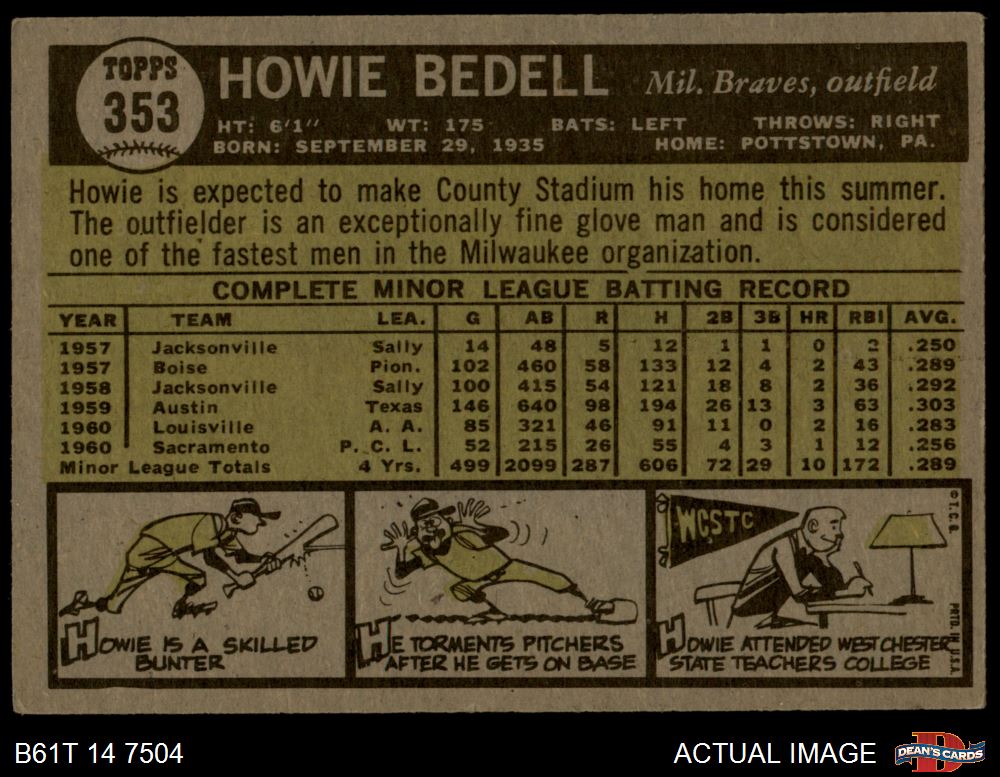 TOPPS
353
HOWIE BEDELL Mil. Braves, outfield
HT: 6'1" WT: 175 BATS: LEFT THROWS: RIGHT
BORN: SEPTEMBER 29, 1935 HOME: POTTSTOWN, PA.
Howie is expected to make County Stadium his home this summer.
The outfielder is an exceptionally fine glove man and is considered
one of the fastest men in the Milwaukee organization.
COMPLETE MINOR LEAGUE BATTING RECORD
YEAR TEAM LEA. G AB R H 2B 3B HR RBI AVG.
1957 Jacksonville Sally 14 48 5 12 1 1 0 2 .250
1957 Boise Pion. 102 460 58 133 12 4 2 43 .289
1958 Jacksonville Sally 100 415 54 121 18 8 2 36 .292
1959 Austin Texas 146 640 98 194 26 13 3 63 .303
1960 Louisville A. A. 85 321 46 91 11 0 2 16 .283
1960 Sacramento P. C. L. 52 215 26 55 4 3 1 12 .256
Minor League Totals 4 Yrs. 499 2099 287 606 72 29 10 172 .289
HOWIE IS A SKILLED
BUNTER
HE TORMENTS PITCHERS
AFTER HE GETS ON BASE
WCSTC
HOWIE ATTENDED WEST CHESTER
STATE TEACHERS COLLEGE
© T. C. G.
PRTD. IN U.S.A.
B61T 14 7504
ACTUAL IMAGE
DEAN'S CARDS